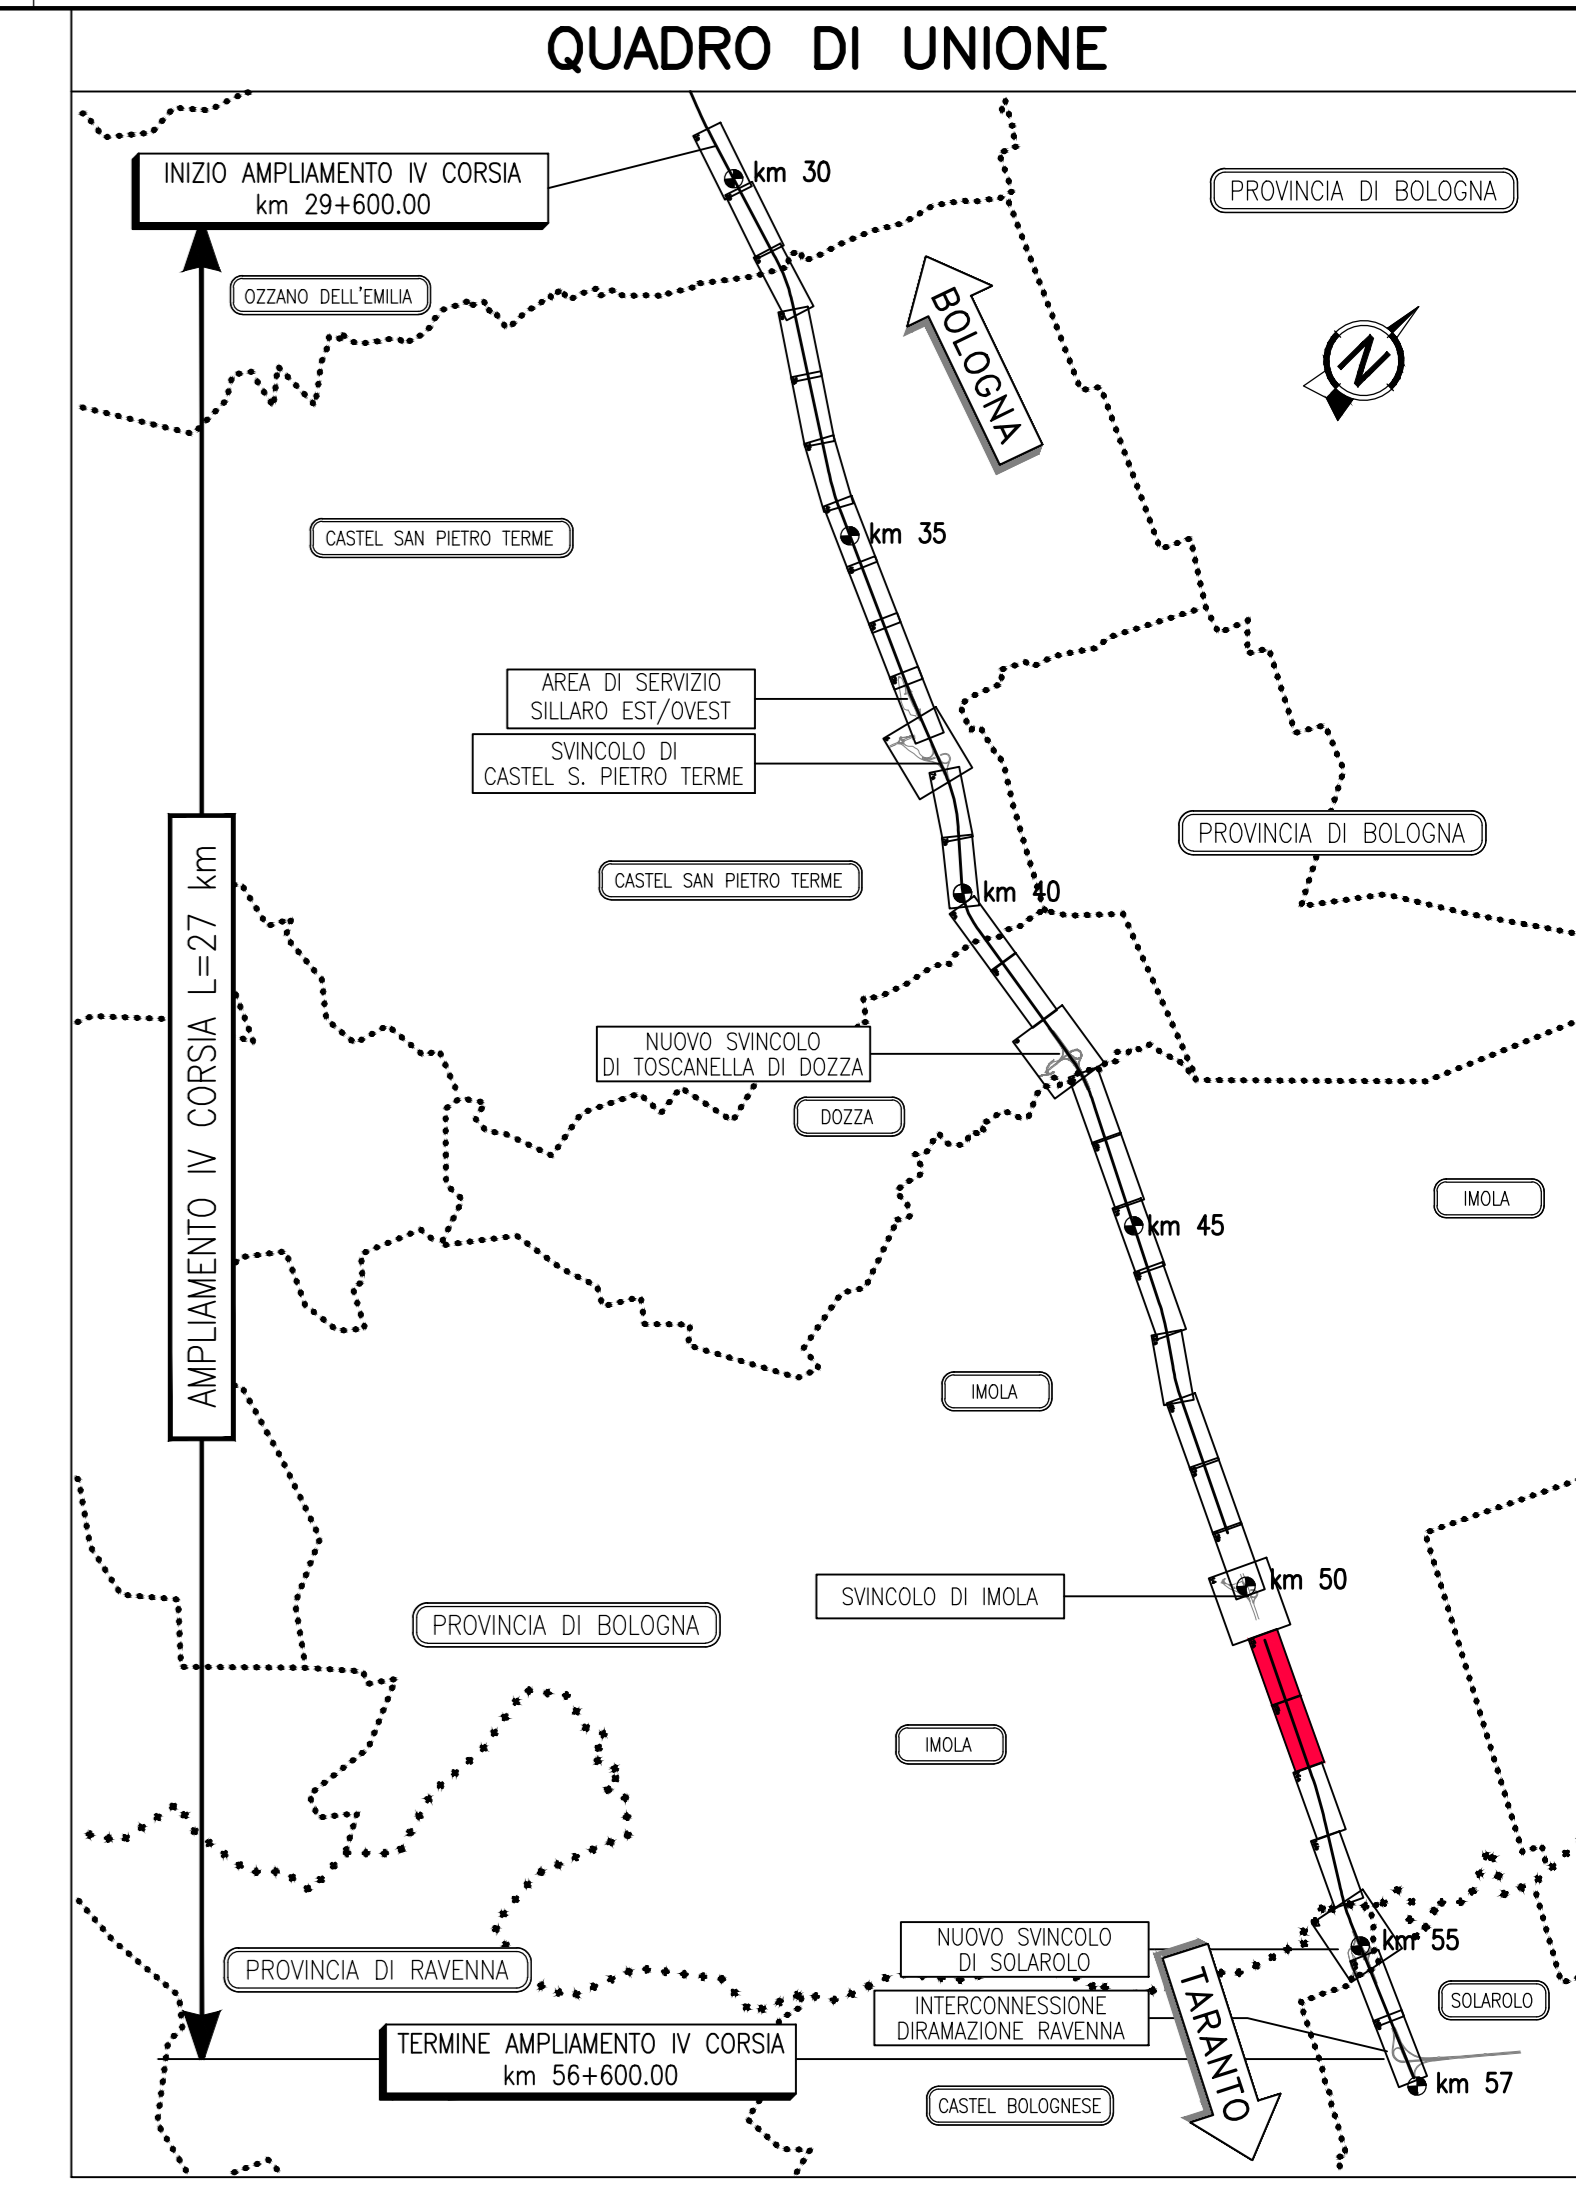 QUADRO DI UNIONE
INIZIO AMPLIAMENTO IV CORSIA
km 29+600.00
km 30
PROVINCIA DI BOLOGNA
OZZANO DELL'EMILIA
BOLOGNA
N
CASTEL SAN PIETRO TERME
km 35
AREA DI SERVIZIO
SILLARO EST/OVEST
SVINCOLO DI
CASTEL S. PIETRO TERME
PROVINCIA DI BOLOGNA
CASTEL SAN PIETRO TERME
km 40
AMPLIAMENTO IV CORSIA L=27 km
NUOVO SVINCOLO
DI TOSCANELLA DI DOZZA
DOZZA
IMOLA
km 45
IMOLA
km 50
SVINCOLO DI IMOLA
PROVINCIA DI BOLOGNA
IMOLA
NUOVO SVINCOLO
DI SOLAROLO
km 55
PROVINCIA DI RAVENNA
SOLAROLO
INTERCONNESSIONE
DIRAMAZIONE RAVENNA
TARANTO
TERMINE AMPLIAMENTO IV CORSIA
km 56+600.00
km 57
CASTEL BOLOGNESE